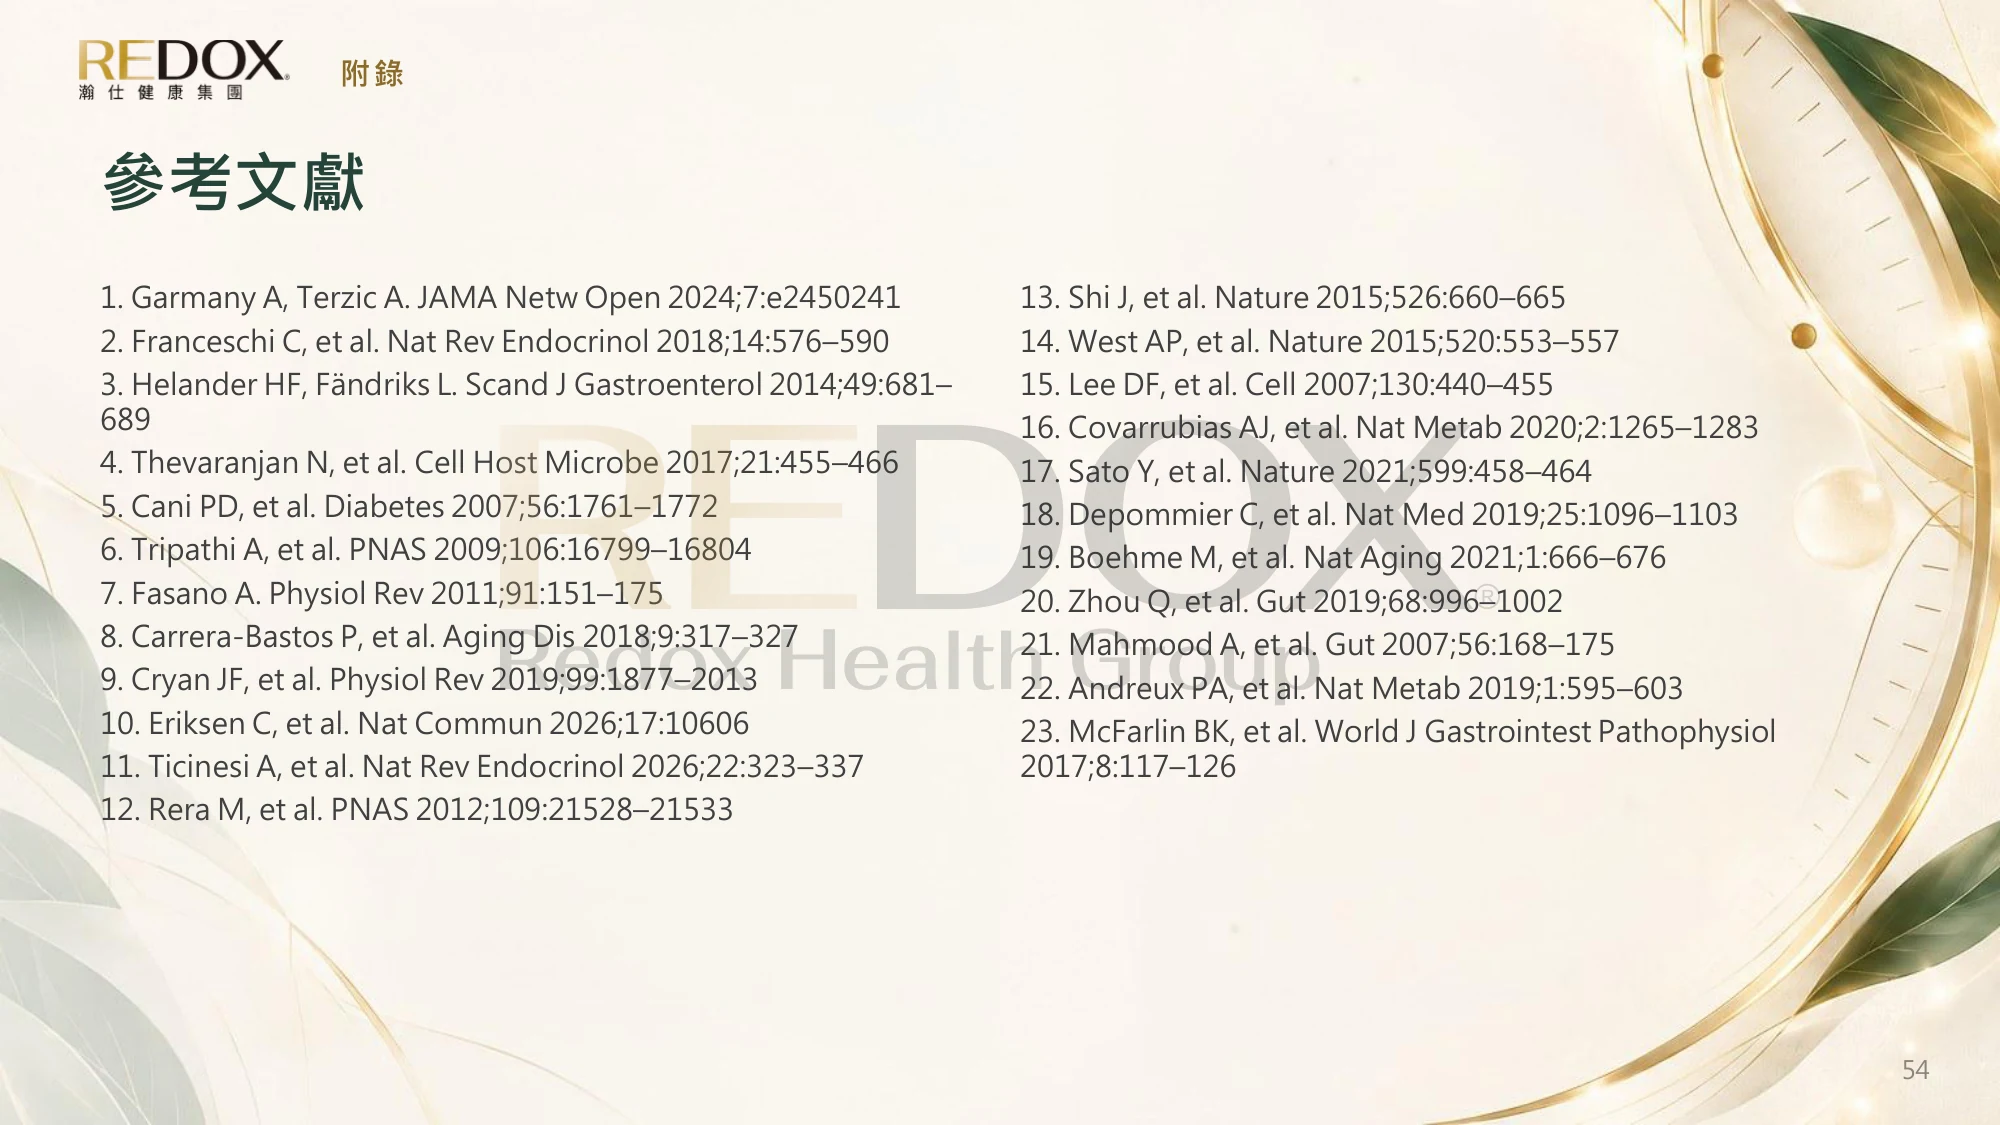 REDOX®
瀚仕健康集團
附錄
參考文獻
1. Garmany A, Terzic A. JAMA Netw Open 2024;7:e2450241
2. Franceschi C, et al. Nat Rev Endocrinol 2018;14:576–590
3. Helander HF, Fändriks L. Scand J Gastroenterol 2014;49:681–
689
4. Thevaranjan N, et al. Cell Host Microbe 2017;21:455–466
5. Cani PD, et al. Diabetes 2007;56:1761–1772
6. Tripathi A, et al. PNAS 2009;106:16799–16804
7. Fasano A. Physiol Rev 2011;91:151–175
8. Carrera-Bastos P, et al. Aging Dis 2018;9:317–327
9. Cryan JF, et al. Physiol Rev 2019;99:1877–2013
10. Eriksen C, et al. Nat Commun 2026;17:10606
11. Ticinesi A, et al. Nat Rev Endocrinol 2026;22:323–337
12. Rera M, et al. PNAS 2012;109:21528–21533
13. Shi J, et al. Nature 2015;526:660–665
14. West AP, et al. Nature 2015;520:553–557
15. Lee DF, et al. Cell 2007;130:440–455
16. Covarrubias AJ, et al. Nat Metab 2020;2:1265–1283
17. Sato Y, et al. Nature 2021;599:458–464
18. Depommier C, et al. Nat Med 2019;25:1096–1103
19. Boehme M, et al. Nat Aging 2021;1:666–676
20. Zhou Q, et al. Gut 2019;68:996–1002
21. Mahmood A, et al. Gut 2007;56:168–175
22. Andreux PA, et al. Nat Metab 2019;1:595–603
23. McFarlin BK, et al. World J Gastrointest Pathophysiol
2017;8:117–126
REDOX®
Redox Health Group
54